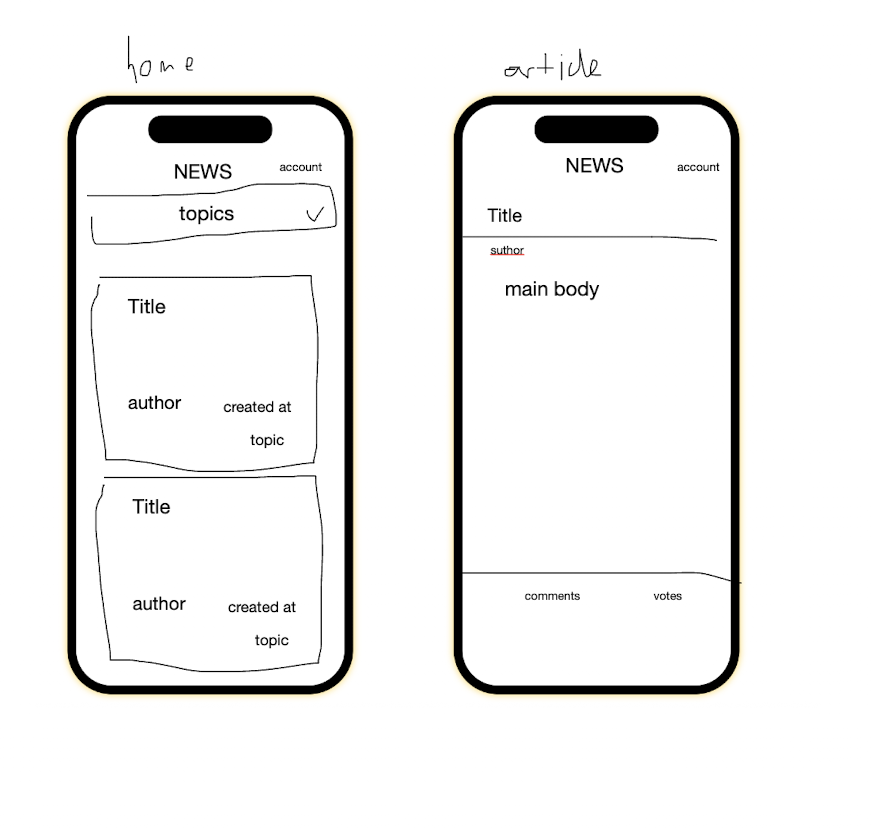 home
NEWS
account
topics
Title
author
created at
topic
Title
author
created at
topic
article
NEWS
account
Title
suthor
main body
comments
votes